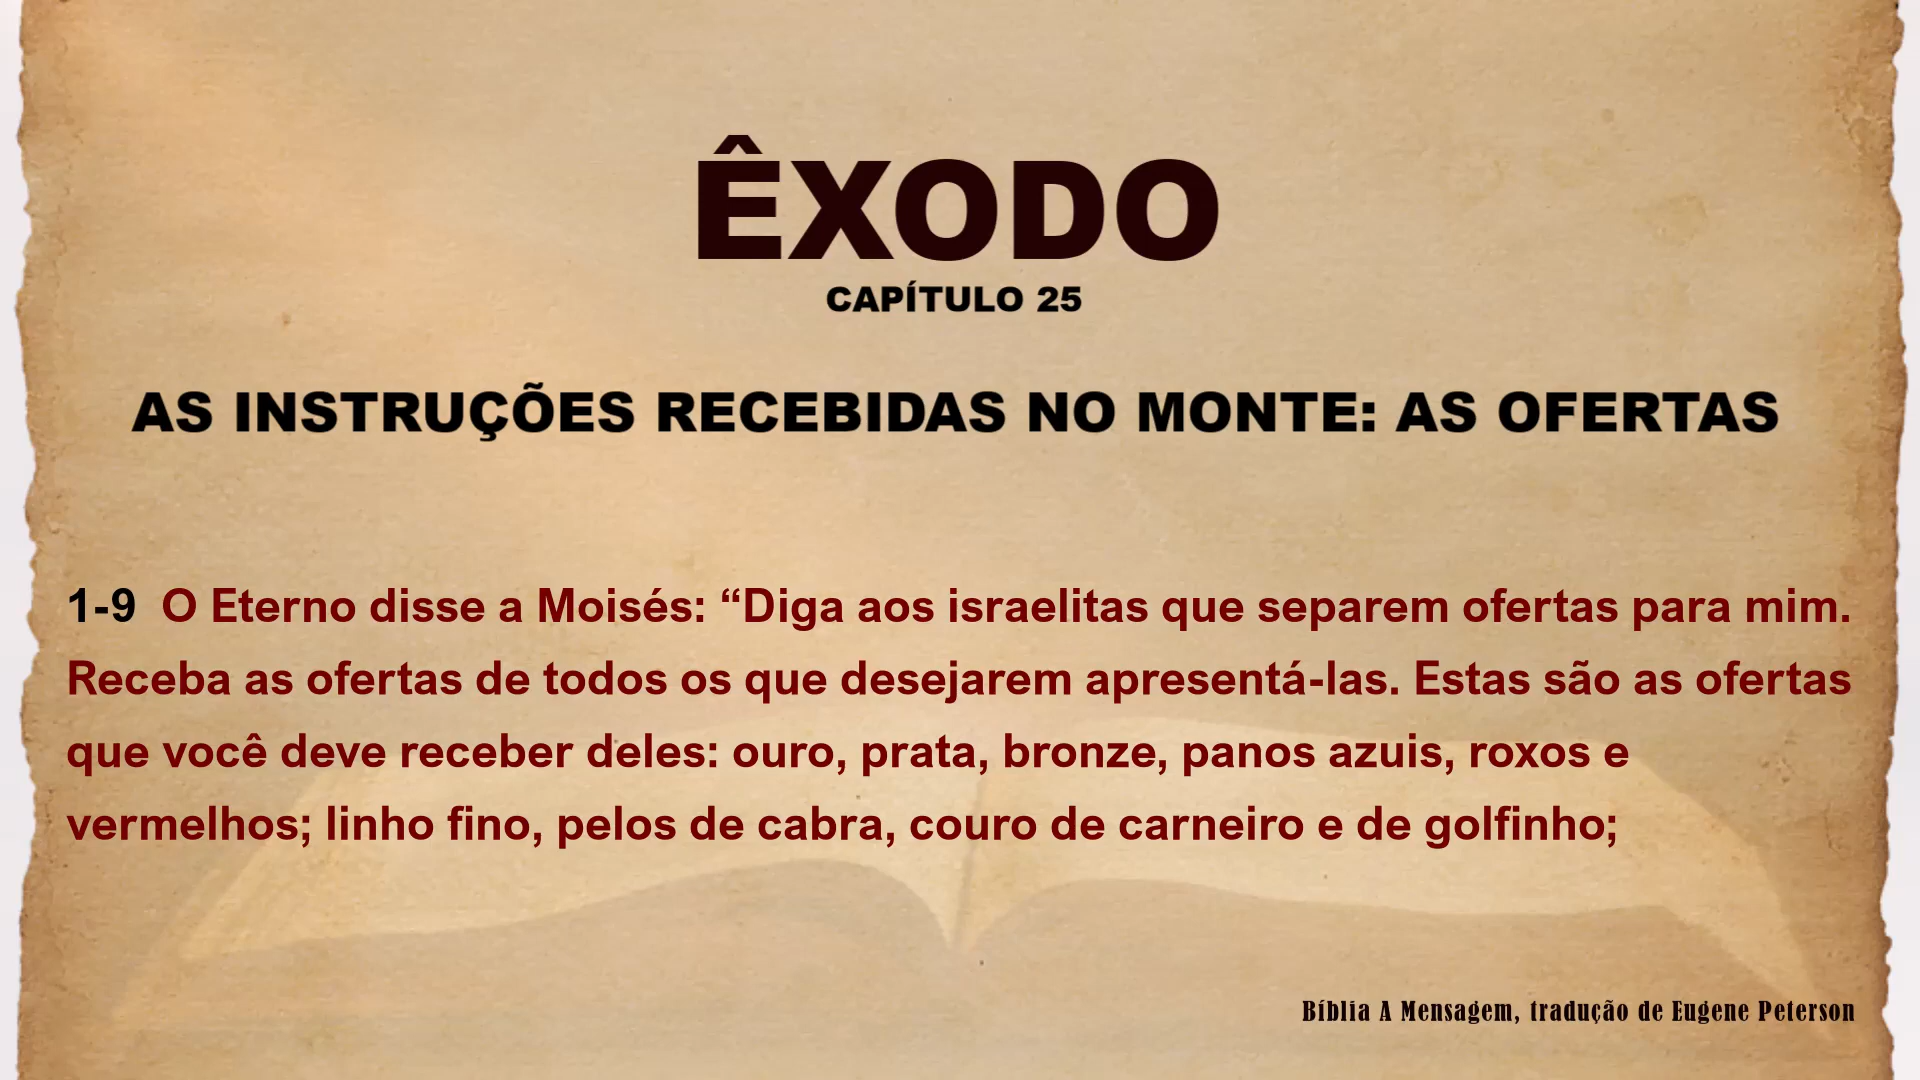 ÊXODO
CAPÍTULO 25
AS INSTRUÇÕES RECEBIDAS NO MONTE: AS OFERTAS
1-9 O Eterno disse a Moisés: “Diga aos israelitas que separem ofertas para mim.
Receba as ofertas de todos os que desejarem apresentá-las. Estas são as ofertas
que você deve receber deles: ouro, prata, bronze, panos azuis, roxos e
vermelhos; linho fino, pelos de cabra, couro de carneiro e de golfinho;
Bíblia A Mensagem, tradução de Eugene Peterson